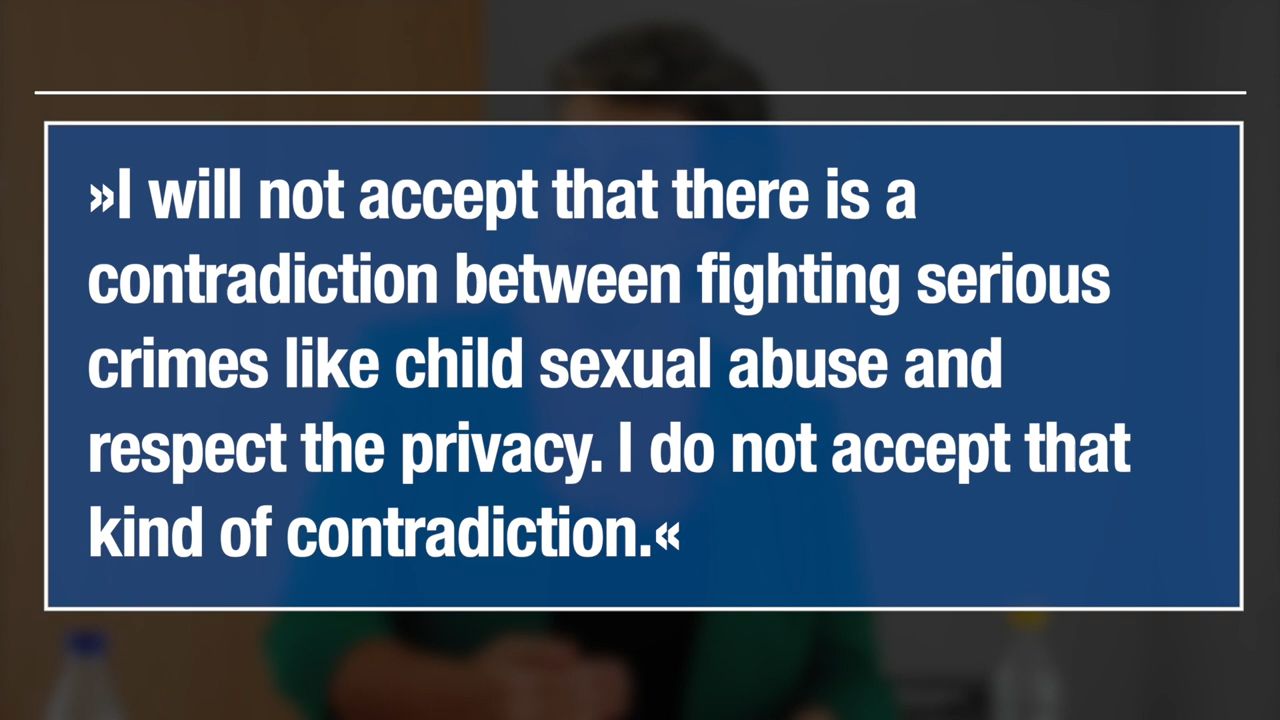 »I will not accept that there is a
contradiction between fighting serious
crimes like child sexual abuse and
respect the privacy. I do not accept that
kind of contradiction.«